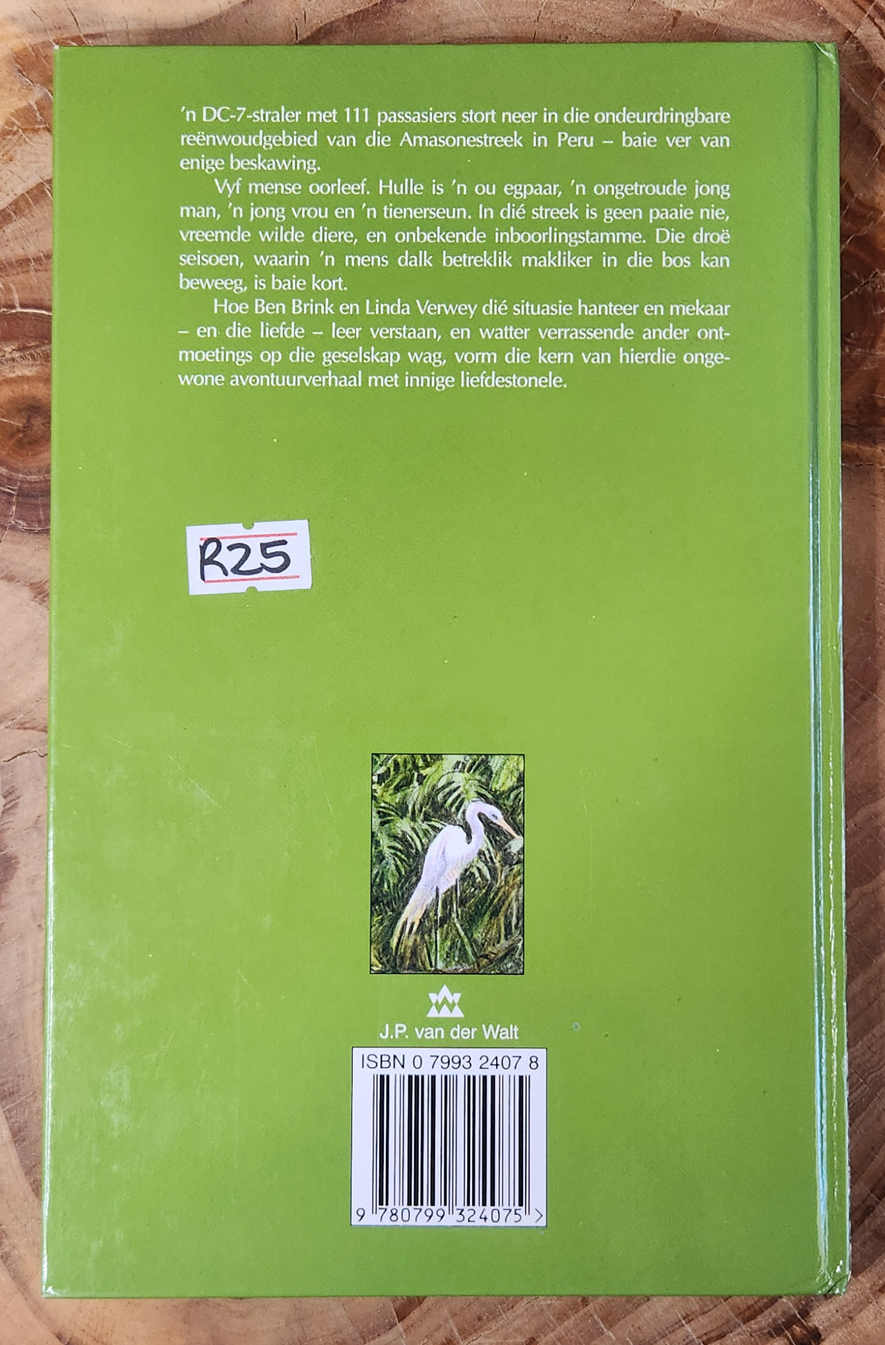 ’n DC-7-straler met 111 passasiers stort neer in die ondeurdringbare
reënwoudgebied van die Amasonestreek in Peru – baie ver van
enige beskawing.
Vyf mense oorleef. Hulle is ’n ou egpaar, ’n ongetroude jong
man, ’n jong vrou en ’n tienerseun. In dié streek is geen paaie nie,
vreemde wilde diere, en onbekende inboorlingstamme. Die droë
seisoen, waarin ’n mens dalk betreklik makliker in die bos kan
beweeg, is baie kort.
Hoe Ben Brink en Linda Verwey dié situasie hanteer en mekaar
– en die liefde – leer verstaan, en watter verrassende ander ont-
moetings op die geselskap wag, vorm die kern van hierdie onge-
wone avontuurverhaal met innige liefdestonele.
R25
J.P. van der Walt
ISBN 0 7993 2407 8
9 780799 324075 >